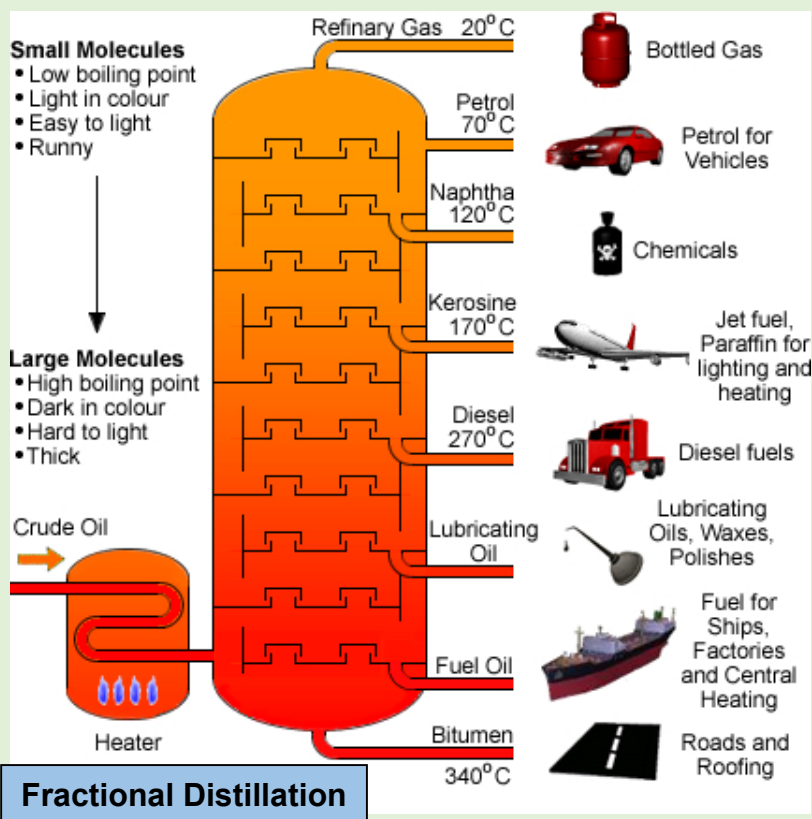 Small Molecules
• Low boiling point
• Light in colour
• Easy to light
• Runny
Large Molecules
• High boiling point
• Dark in colour
• Hard to light
• Thick
Crude Oil
Heater
Refinary Gas 20°C
Petrol
70°C
Naphtha
120°C
Kerosine
170°C
Diesel
270°C
Lubricating
Oil
Fuel Oil
Bitumen
340°C
Bottled Gas
Petrol for
Vehicles
Chemicals
Jet fuel,
Paraffin for
lighting and
heating
Diesel fuels
Lubricating
Oils, Waxes,
Polishes
Fuel for
Ships,
Factories
and Central
Heating
Roads and
Roofing
Fractional Distillation